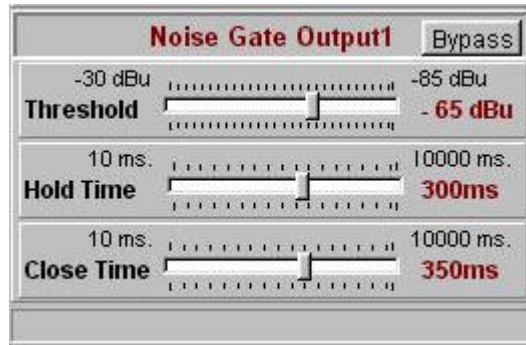 Noise Gate Output1 Bypass
-30 dBu -85 dBu
Threshold - 65 dBu
10 ms. 10000 ms.
Hold Time 300ms
10 ms. 10000 ms.
Close Time 350ms